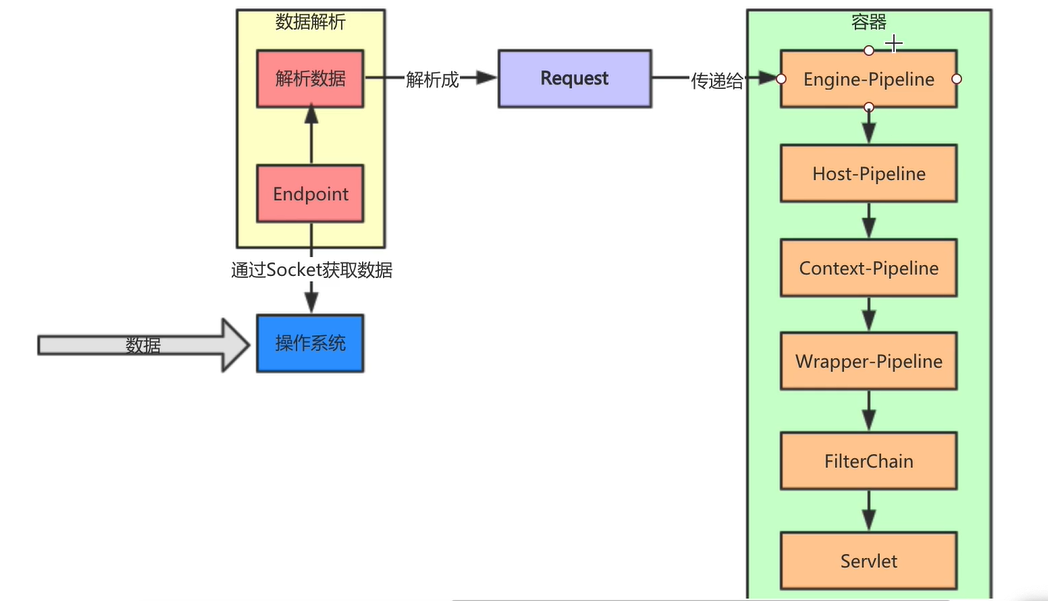 数据解析
解析数据
Endpoint
通过Socket获取数据
数据
操作系统
解析成
Request
传递给
容器
Engine-Pipeline
Host-Pipeline
Context-Pipeline
Wrapper-Pipeline
FilterChain
Servlet